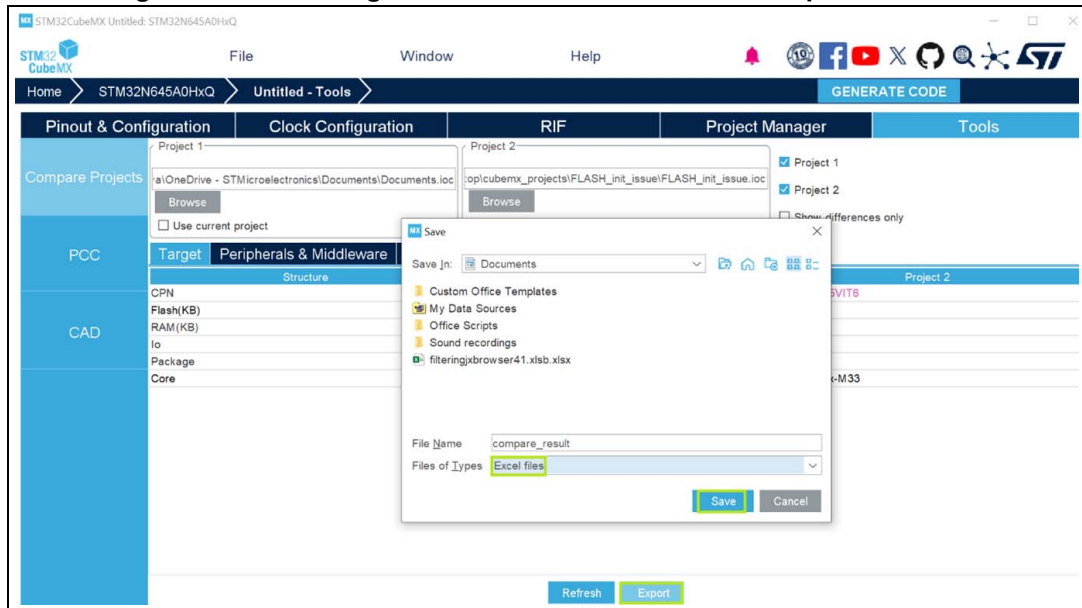 STM32CubeMX Untitled: STM32N645A0HxQ
STM32
CubeMX
File Window Help
Home STM32N645A0HxQ Untitled - Tools GENERATE CODE
Pinout & Configuration Clock Configuration RIF Project Manager Tools
Compare Projects
PCC
CAD
Project 1
a\OneDrive - STMicroelectronics\Documents\Documents.ioc
Browse
Use current project
Project 2
top\cubemx_projects\FLASH_init_issue\FLASH_init_issue.ioc
Browse
Project 1
Project 2
Show differences only
Target Peripherals & Middleware
Structure Project 2
CPN
Flash(KB)
RAM(KB)
Io
Package
Core
5VIT6
x-M33
MX Save
Save In: Documents
Custom Office Templates
My Data Sources
Office Scripts
Sound recordings
filteringjxbrowser41.xlsb.xlsx
File Name compare_result
Files of Types Excel files
Save Cancel
Refresh Export